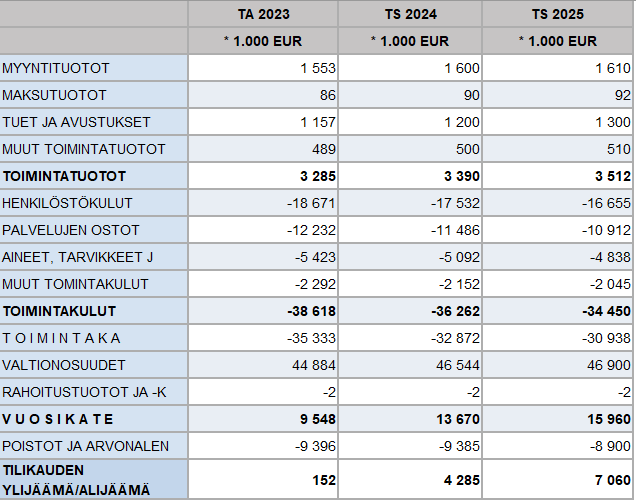 TA 2023 TS 2024 TS 2025
* 1.000 EUR * 1.000 EUR * 1.000 EUR
MYYNTITUOTOT 1 553 1 600 1 610
MAKSUTUOTOT 86 90 92
TUET JA AVUSTUKSET 1 157 1 200 1 300
MUUT TOIMINTATUOTOT 489 500 510
TOIMINTATUOTOT 3 285 3 390 3 512
HENKILÖSTÖKULUT -18 671 -17 532 -16 655
PALVELUJEN OSTOT -12 232 -11 486 -10 912
AINEET, TARVIKKEET J -5 423 -5 092 -4 838
MUUT TOMINTAKULUT -2 292 -2 152 -2 045
TOIMINTAKULUT -38 618 -36 262 -34 450
T O I M I N T A K A -35 333 -32 872 -30 938
VALTIONOSUUDET 44 884 46 544 46 900
RAHOITUSTUOTOT JA -K -2 -2 -2
V U O S I K A T E 9 548 13 670 15 960
POISTOT JA ARVONALEN -9 396 -9 385 -8 900
TILIKAUDEN
YLIJÄÄMÄ/ALIJÄÄMÄ 152 4 285 7 060